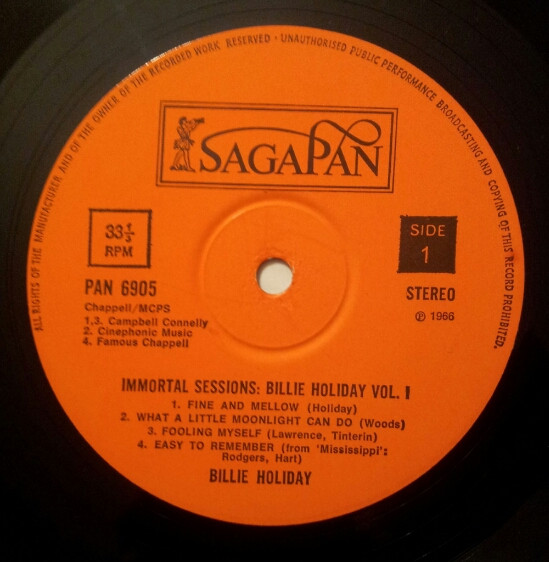 ALL RIGHTS OF THE MANUFACTURER AND OF THE OWNER OF THE RECORDED WORK RESERVED · UNAUTHORISED PUBLIC PERFORMANCE BROADCASTING AND COPYING OF THIS RECORD PROHIBITED.
SAGAPAN
33⅓
RPM
SIDE
1
PAN 6905
STEREO
Chappell/MCPS
℗ 1966
1,3. Campbell Connelly
2. Cinephonic Music
4. Famous Chappell
IMMORTAL SESSIONS: BILLIE HOLIDAY VOL. 1
1. FINE AND MELLOW (Holiday)
2. WHAT A LITTLE MOONLIGHT CAN DO (Woods)
3. FOOLING MYSELF (Lawrence, Tinterin)
4. EASY TO REMEMBER (from 'Mississippi':
Rodgers, Hart)
BILLIE HOLIDAY